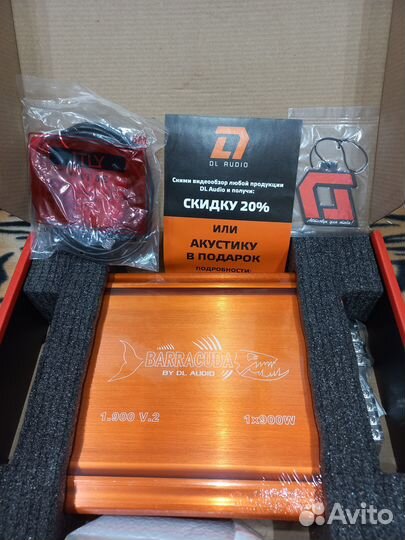 DL AUDIO
Сними видеообзор любой продукции
DL Audio и получи:
СКИДКУ 20%
ИЛИ
АКУСТИКУ
В ПОДАРОК
ПОДРОБНОСТИ:
BARRACUDA
BY DL AUDIO
1.900 V.2
1x900W
Avito